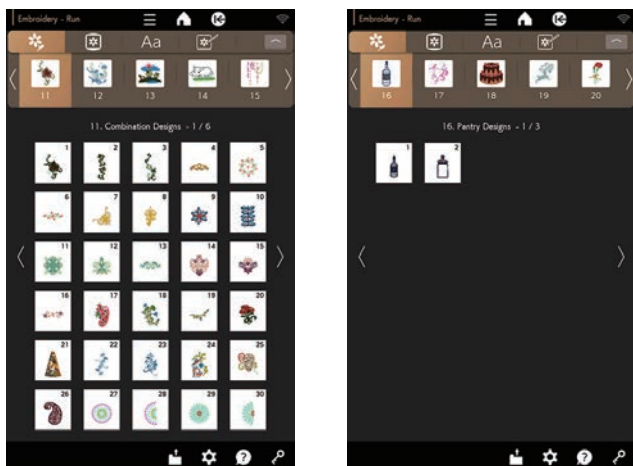 Embroidery - Run
Aa
11 12 13 14 15
11. Combination Designs - 1 / 6
1 2 3 4 5
6 7 8 9 10
11 12 13 14 15
16 17 18 19 20
21 22 23 24 25
26 27 28 29 30
?
Embroidery - Run
Aa
16 17 18 19 20
16. Pantry Designs - 1 / 3
1 2
?